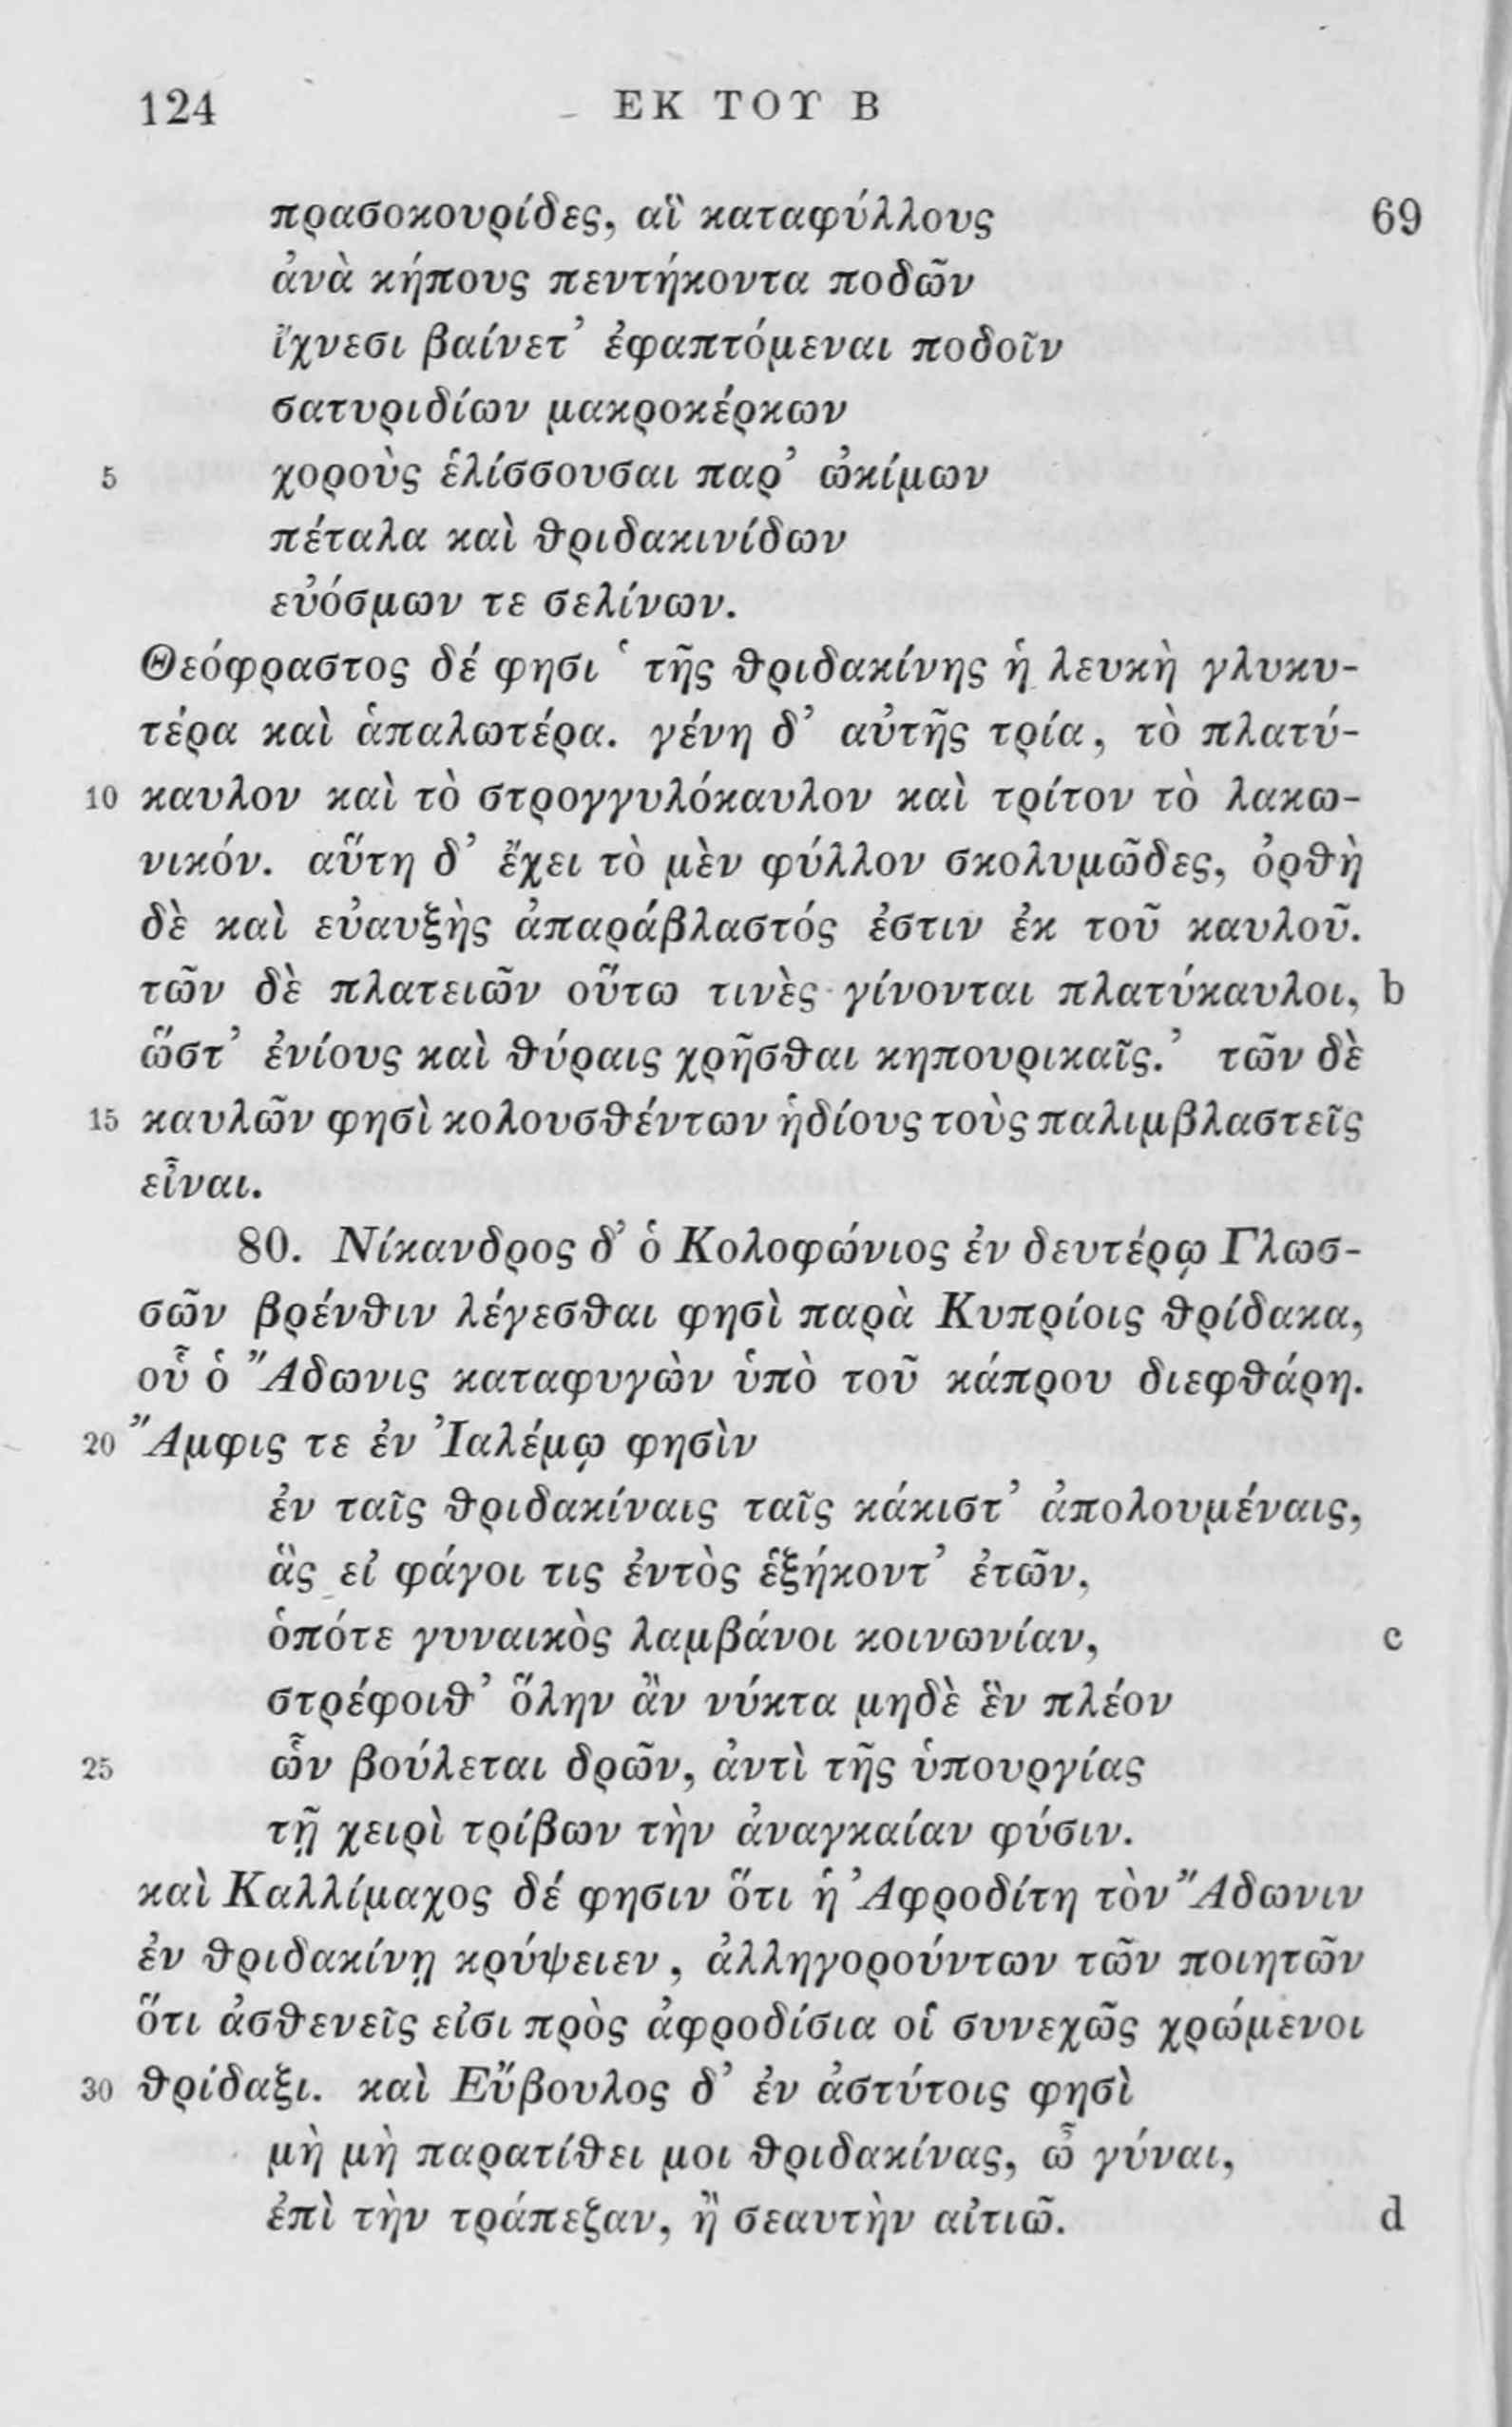 124 ΕΚ ΤΟΥ Β
πρασοκουρίδες, αἳ καταφύλλους 69
ἀνὰ κήπους πεντήκοντα ποδῶν
ἴχνεσι βαίνετ’ ἐφαπτόμεναι ποδοῖν
σατυριδίων μακροκέρκων
5 χοροὺς ἑλίσσουσαι παρ’ ὠκίμων
πέταλα καὶ θριδακινίδων
εὐόσμων τε σελίνων.
Θεόφραστος δέ φησι ‘ τῆς θριδακίνης ἡ λευκὴ γλυκυ-
τέρα καὶ ἁπαλωτέρα. γένη δ’ αὐτῆς τρία, τὸ πλατύ-
10 καυλον καὶ τὸ στρογγυλόκαυλον καὶ τρίτον τὸ λακω-
νικόν. αὕτη δ’ ἔχει τὸ μὲν φύλλον σκολυμῶδες, ὀρθὴ
δὲ καὶ εὐαυξὴς ἀπαράβλαστός ἐστιν ἐκ τοῦ καυλοῦ.
τῶν δὲ πλατειῶν οὕτω τινὲς γίνονται πλατύκαυλοι, b
ὥστ’ ἐνίους καὶ θύραις χρῆσθαι κηπουρικαῖς.’ τῶν δὲ
15 καυλῶν φησὶ κολουσθέντων ἡδίους τοὺς παλιμβλαστεῖς
εἶναι.
80. Νίκανδρος δ’ ὁ Κολοφώνιος ἐν δευτέρῳ Γλωσ-
σῶν βρένθιν λέγεσθαι φησὶ παρὰ Κυπρίοις θρίδακα,
οὗ ὁ Ἄδωνις καταφυγὼν ὑπὸ τοῦ κάπρου διεφθάρη.
20 Ἄμφις τε ἐν Ἰαλέμῳ φησὶν
ἐν ταῖς θριδακίναις ταῖς κάκιστ’ ἀπολουμέναις,
ἃς εἰ φάγοι τις ἐντὸς ἑξήκοντ’ ἐτῶν,
ὁπότε γυναικὸς λαμβάνοι κοινωνίαν, c
στρέφοιθ’ ὅλην ἂν νύκτα μηδὲ ἓν πλέον
25 ὧν βούλεται δρῶν, ἀντὶ τῆς ὑπουργίας
τῇ χειρὶ τρίβων τὴν ἀναγκαίαν φύσιν.
καὶ Καλλίμαχος δέ φησιν ὅτι ἡ Ἀφροδίτη τὸν Ἄδωνιν
ἐν θριδακίνῃ κρύψειεν, ἀλληγορούντων τῶν ποιητῶν
ὅτι ἀσθενεῖς εἰσι πρὸς ἀφροδίσια οἱ συνεχῶς χρώμενοι
30 θρίδαξι. καὶ Εὔβουλος δ’ ἐν ἀστύτοις φησὶ
μὴ μὴ παρατίθει μοι θριδακίνας, ὦ γύναι,
ἐπὶ τὴν τράπεζαν, ἢ σεαυτὴν αἰτιῶ. d